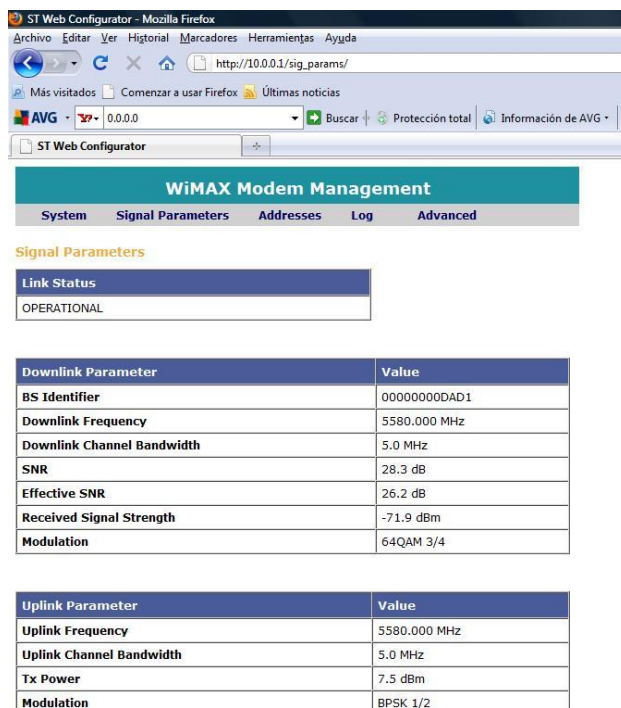 ST Web Configurator - Mozilla Firefox
Archivo Editar Ver Historial Marcadores Herramientas Ayuda
http://10.0.0.1/sig_params/
Más visitados Comenzar a usar Firefox Últimas noticias
AVG Y? 0.0.0.0 Buscar Protección total Información de AVG
ST Web Configurator
WiMAX Modem Management
System Signal Parameters Addresses Log Advanced
Signal Parameters
Link Status
OPERATIONAL
Downlink Parameter Value
BS Identifier 00000000DAD1
Downlink Frequency 5580.000 MHz
Downlink Channel Bandwidth 5.0 MHz
SNR 28.3 dB
Effective SNR 26.2 dB
Received Signal Strength -71.9 dBm
Modulation 64QAM 3/4
Uplink Parameter Value
Uplink Frequency 5580.000 MHz
Uplink Channel Bandwidth 5.0 MHz
Tx Power 7.5 dBm
Modulation BPSK 1/2